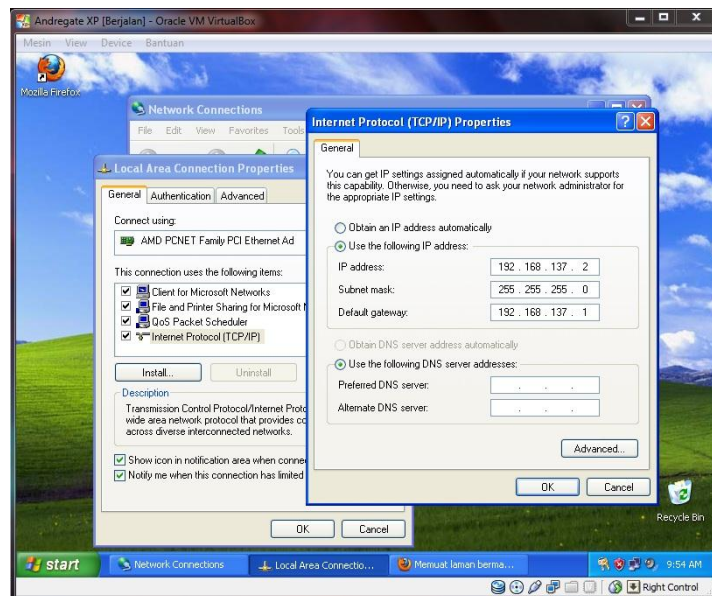 Andregate XP [Berjalan] - Oracle VM VirtualBox
Mesin View Device Bantuan
Mozilla Firefox
Network Connections
File Edit View Favorites Tools
Local Area Connection Properties
General Authentication Advanced
Connect using:
AMD PCNET Family PCI Ethernet Ad
This connection uses the following items:
Client for Microsoft Networks
File and Printer Sharing for Microsoft N
QoS Packet Scheduler
Internet Protocol (TCP/IP)
Install... Uninstall
Description
Transmission Control Protocol/Internet Proto
wide area network protocol that provides co
across diverse interconnected networks.
Show icon in notification area when connec
Notify me when this connection has limited
OK Cancel
Internet Protocol (TCP/IP) Properties
General
You can get IP settings assigned automatically if your network supports
this capability. Otherwise, you need to ask your network administrator for
the appropriate IP settings.
Obtain an IP address automatically
Use the following IP address:
IP address: 192 . 168 . 137 . 2
Subnet mask: 255 . 255 . 255 . 0
Default gateway: 192 . 168 . 137 . 1
Obtain DNS server address automatically
Use the following DNS server addresses:
Preferred DNS server: . . .
Alternate DNS server: . . .
Advanced...
OK Cancel
Recycle Bin
start Network Connections Local Area Connectio... Memuat laman berma... 9:54 AM
Right Control